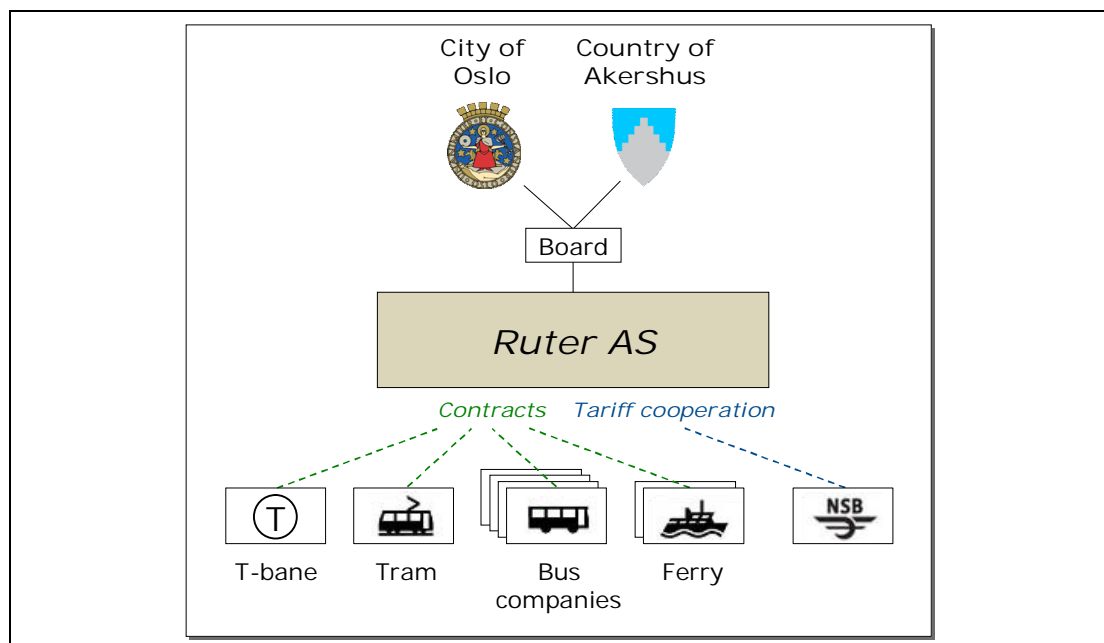 City of
Oslo
Country of
Akershus
Board
Ruter AS
Contracts
Tariff cooperation
T
NSB
T-bane
Tram
Bus
companies
Ferry